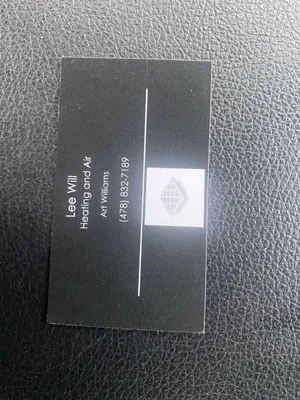 Lee Will
Heating and Air
Art Williams
(478) 832-7189